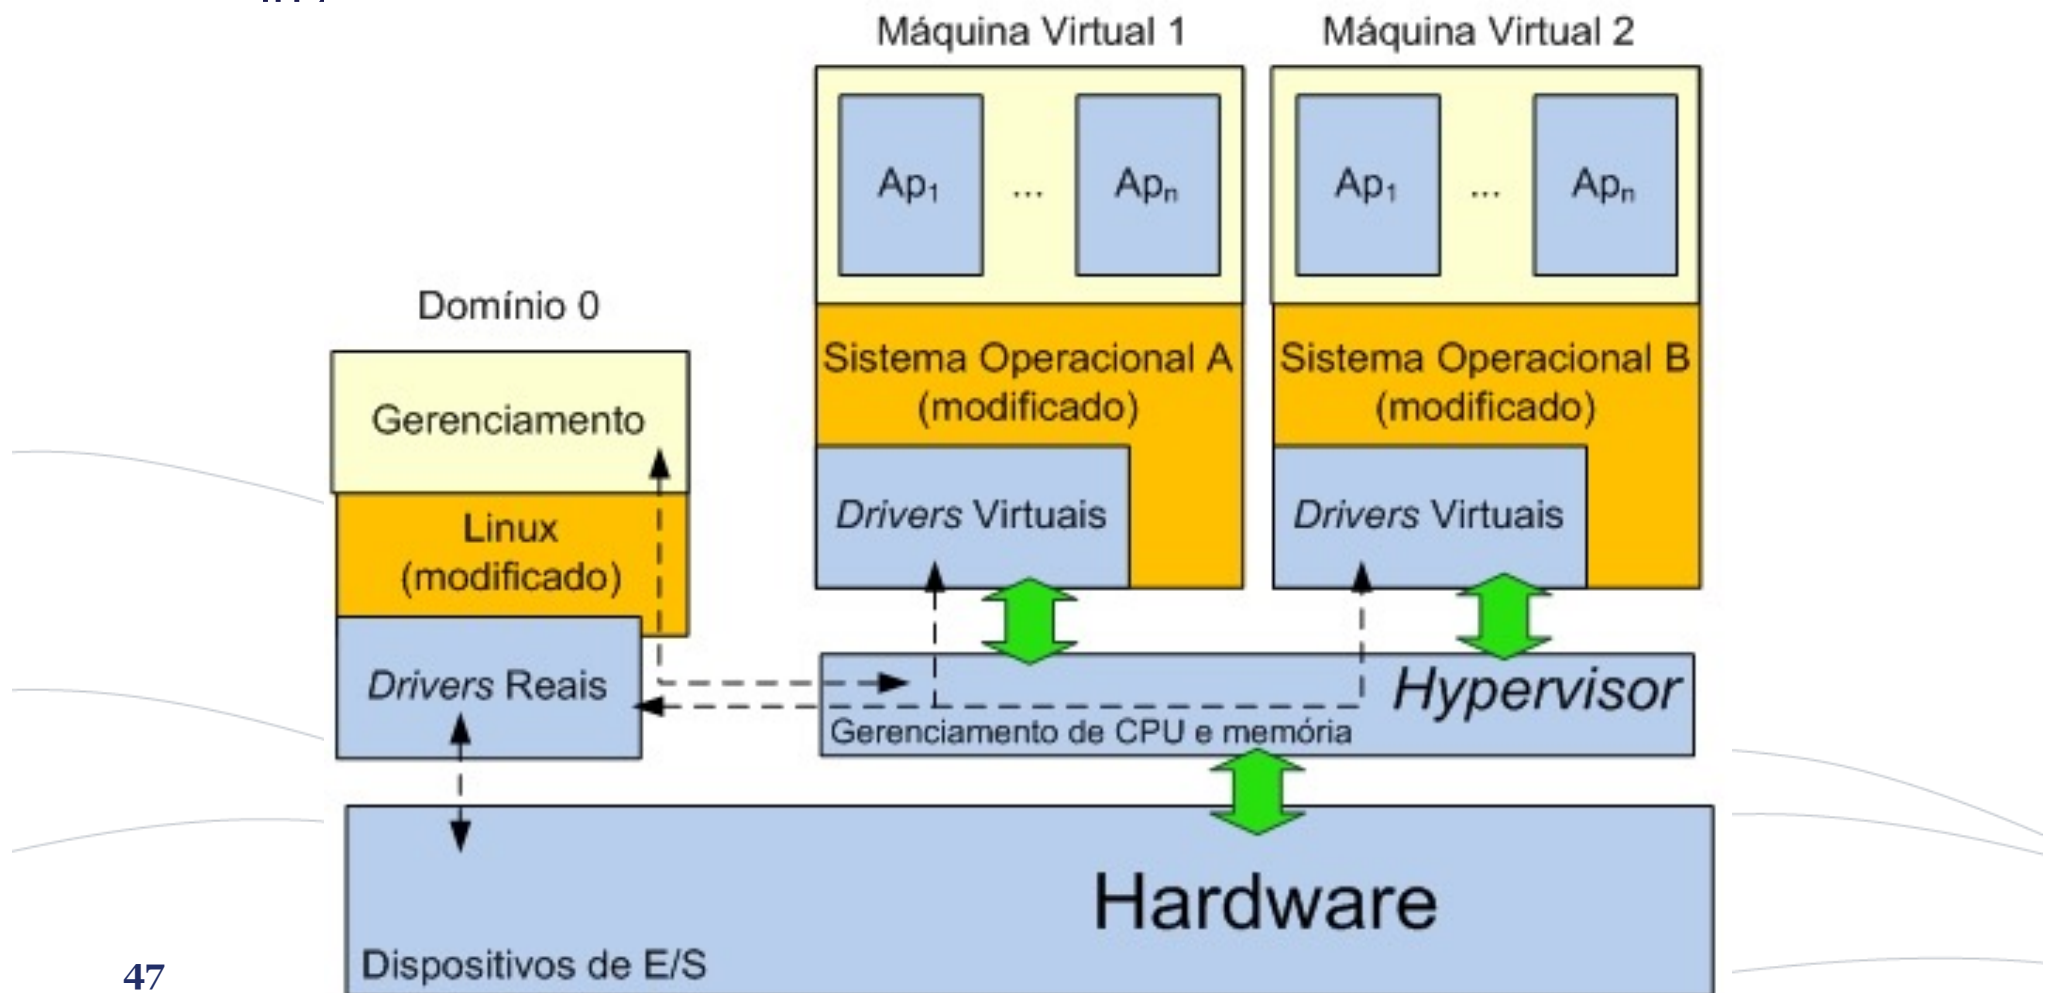 Máquina Virtual 1
Máquina Virtual 2
Ap₁ ... Apₙ
Ap₁ ... Apₙ
Domínio 0
Sistema Operacional A
(modificado)
Sistema Operacional B
(modificado)
Gerenciamento
Linux
(modificado)
Drivers Virtuais
Drivers Virtuais
Drivers Reais
Hypervisor
Gerenciamento de CPU e memória
Hardware
Dispositivos de E/S
47